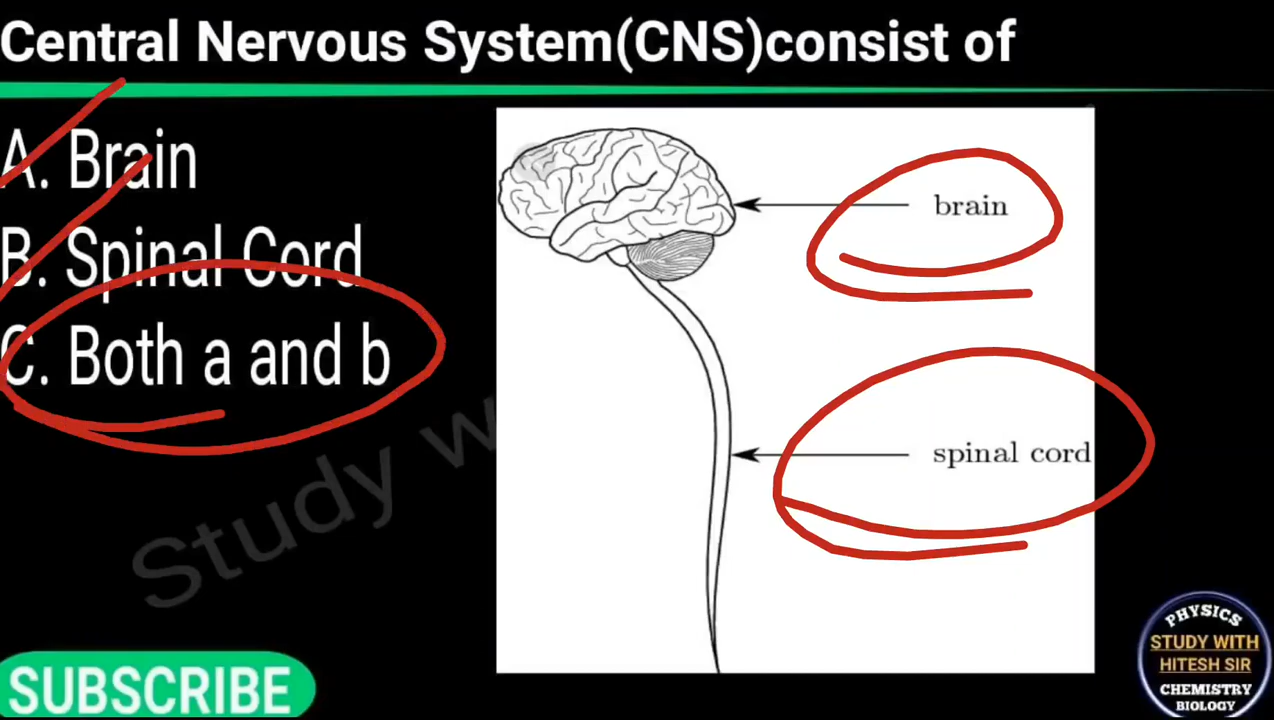 Central Nervous System(CNS)consist of
A. Brain
B. Spinal Cord
C. Both a and b
brain
spinal cord
Study w
SUBSCRIBE
PHYSICS
STUDY WITH
HITESH SIR
CHEMISTRY
BIOLOGY